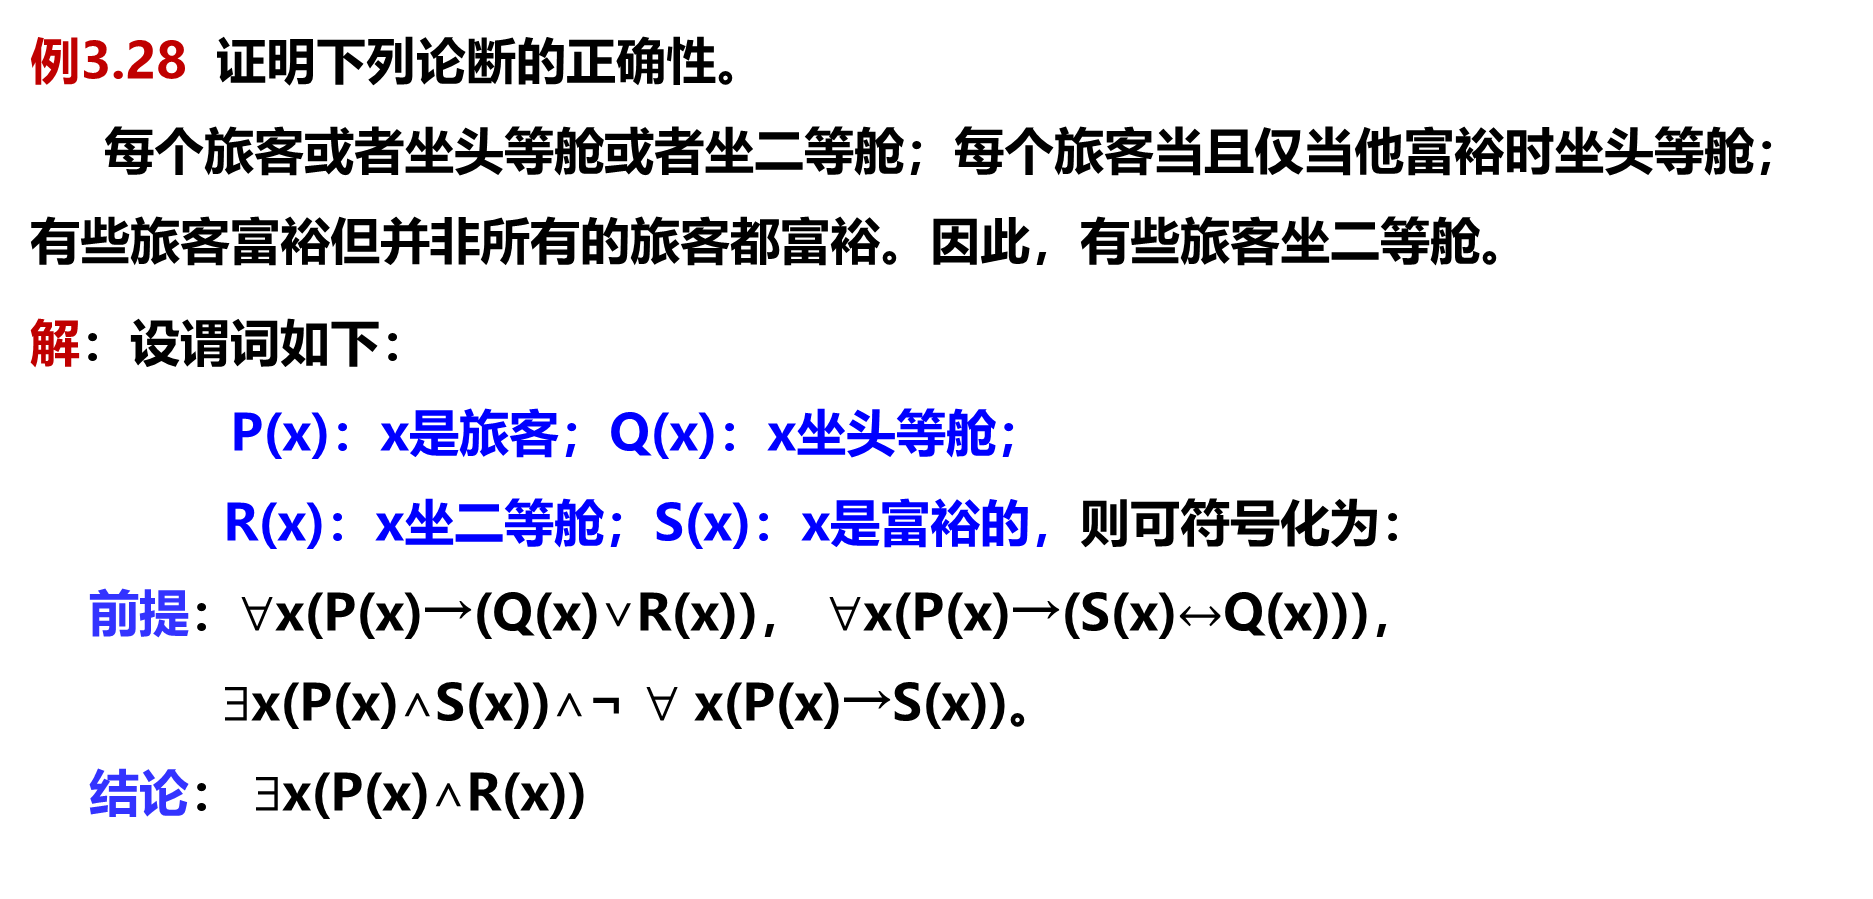 例3.28 证明下列论断的正确性。
每个旅客或者坐头等舱或者坐二等舱；每个旅客当且仅当他富裕时坐头等舱；
有些旅客富裕但并非所有的旅客都富裕。因此，有些旅客坐二等舱。
解：设谓词如下：
P(x)：x是旅客；Q(x)：x坐头等舱；
R(x)：x坐二等舱；S(x)：x是富裕的，则可符号化为：
前提：∀x(P(x)→(Q(x)∨R(x))， ∀x(P(x)→(S(x)↔Q(x)))，
∃x(P(x)∧S(x))∧¬ ∀ x(P(x)→S(x))。
结论： ∃x(P(x)∧R(x))